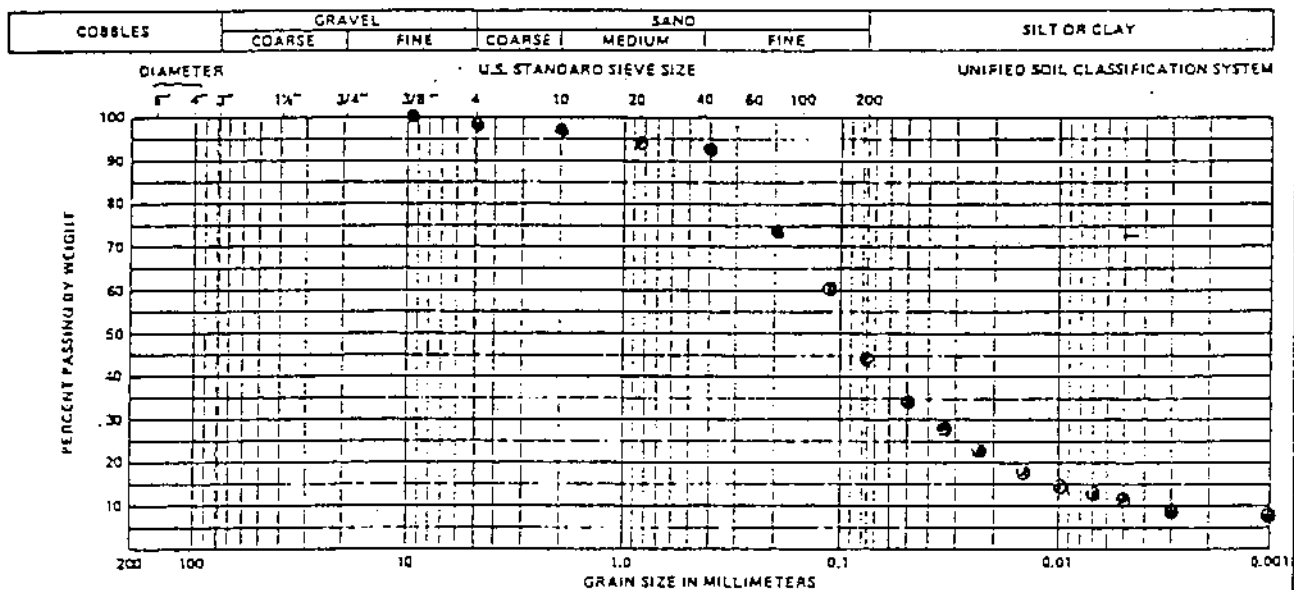 COBBLES GRAVEL SAND SILT OR CLAY
COARSE FINE COARSE MEDIUM FINE
DIAMETER U.S. STANDARD SIEVE SIZE UNIFIED SOIL CLASSIFICATION SYSTEM
4" 3" 1½" 3/4" 3/8" 4 10 20 40 60 100 200
100
90
80
70
60
50
40
30
20
10
PERCENT PASSING BY WEIGHT
200 100 10 1.0 0.1 0.01 0.001
GRAIN SIZE IN MILLIMETERS